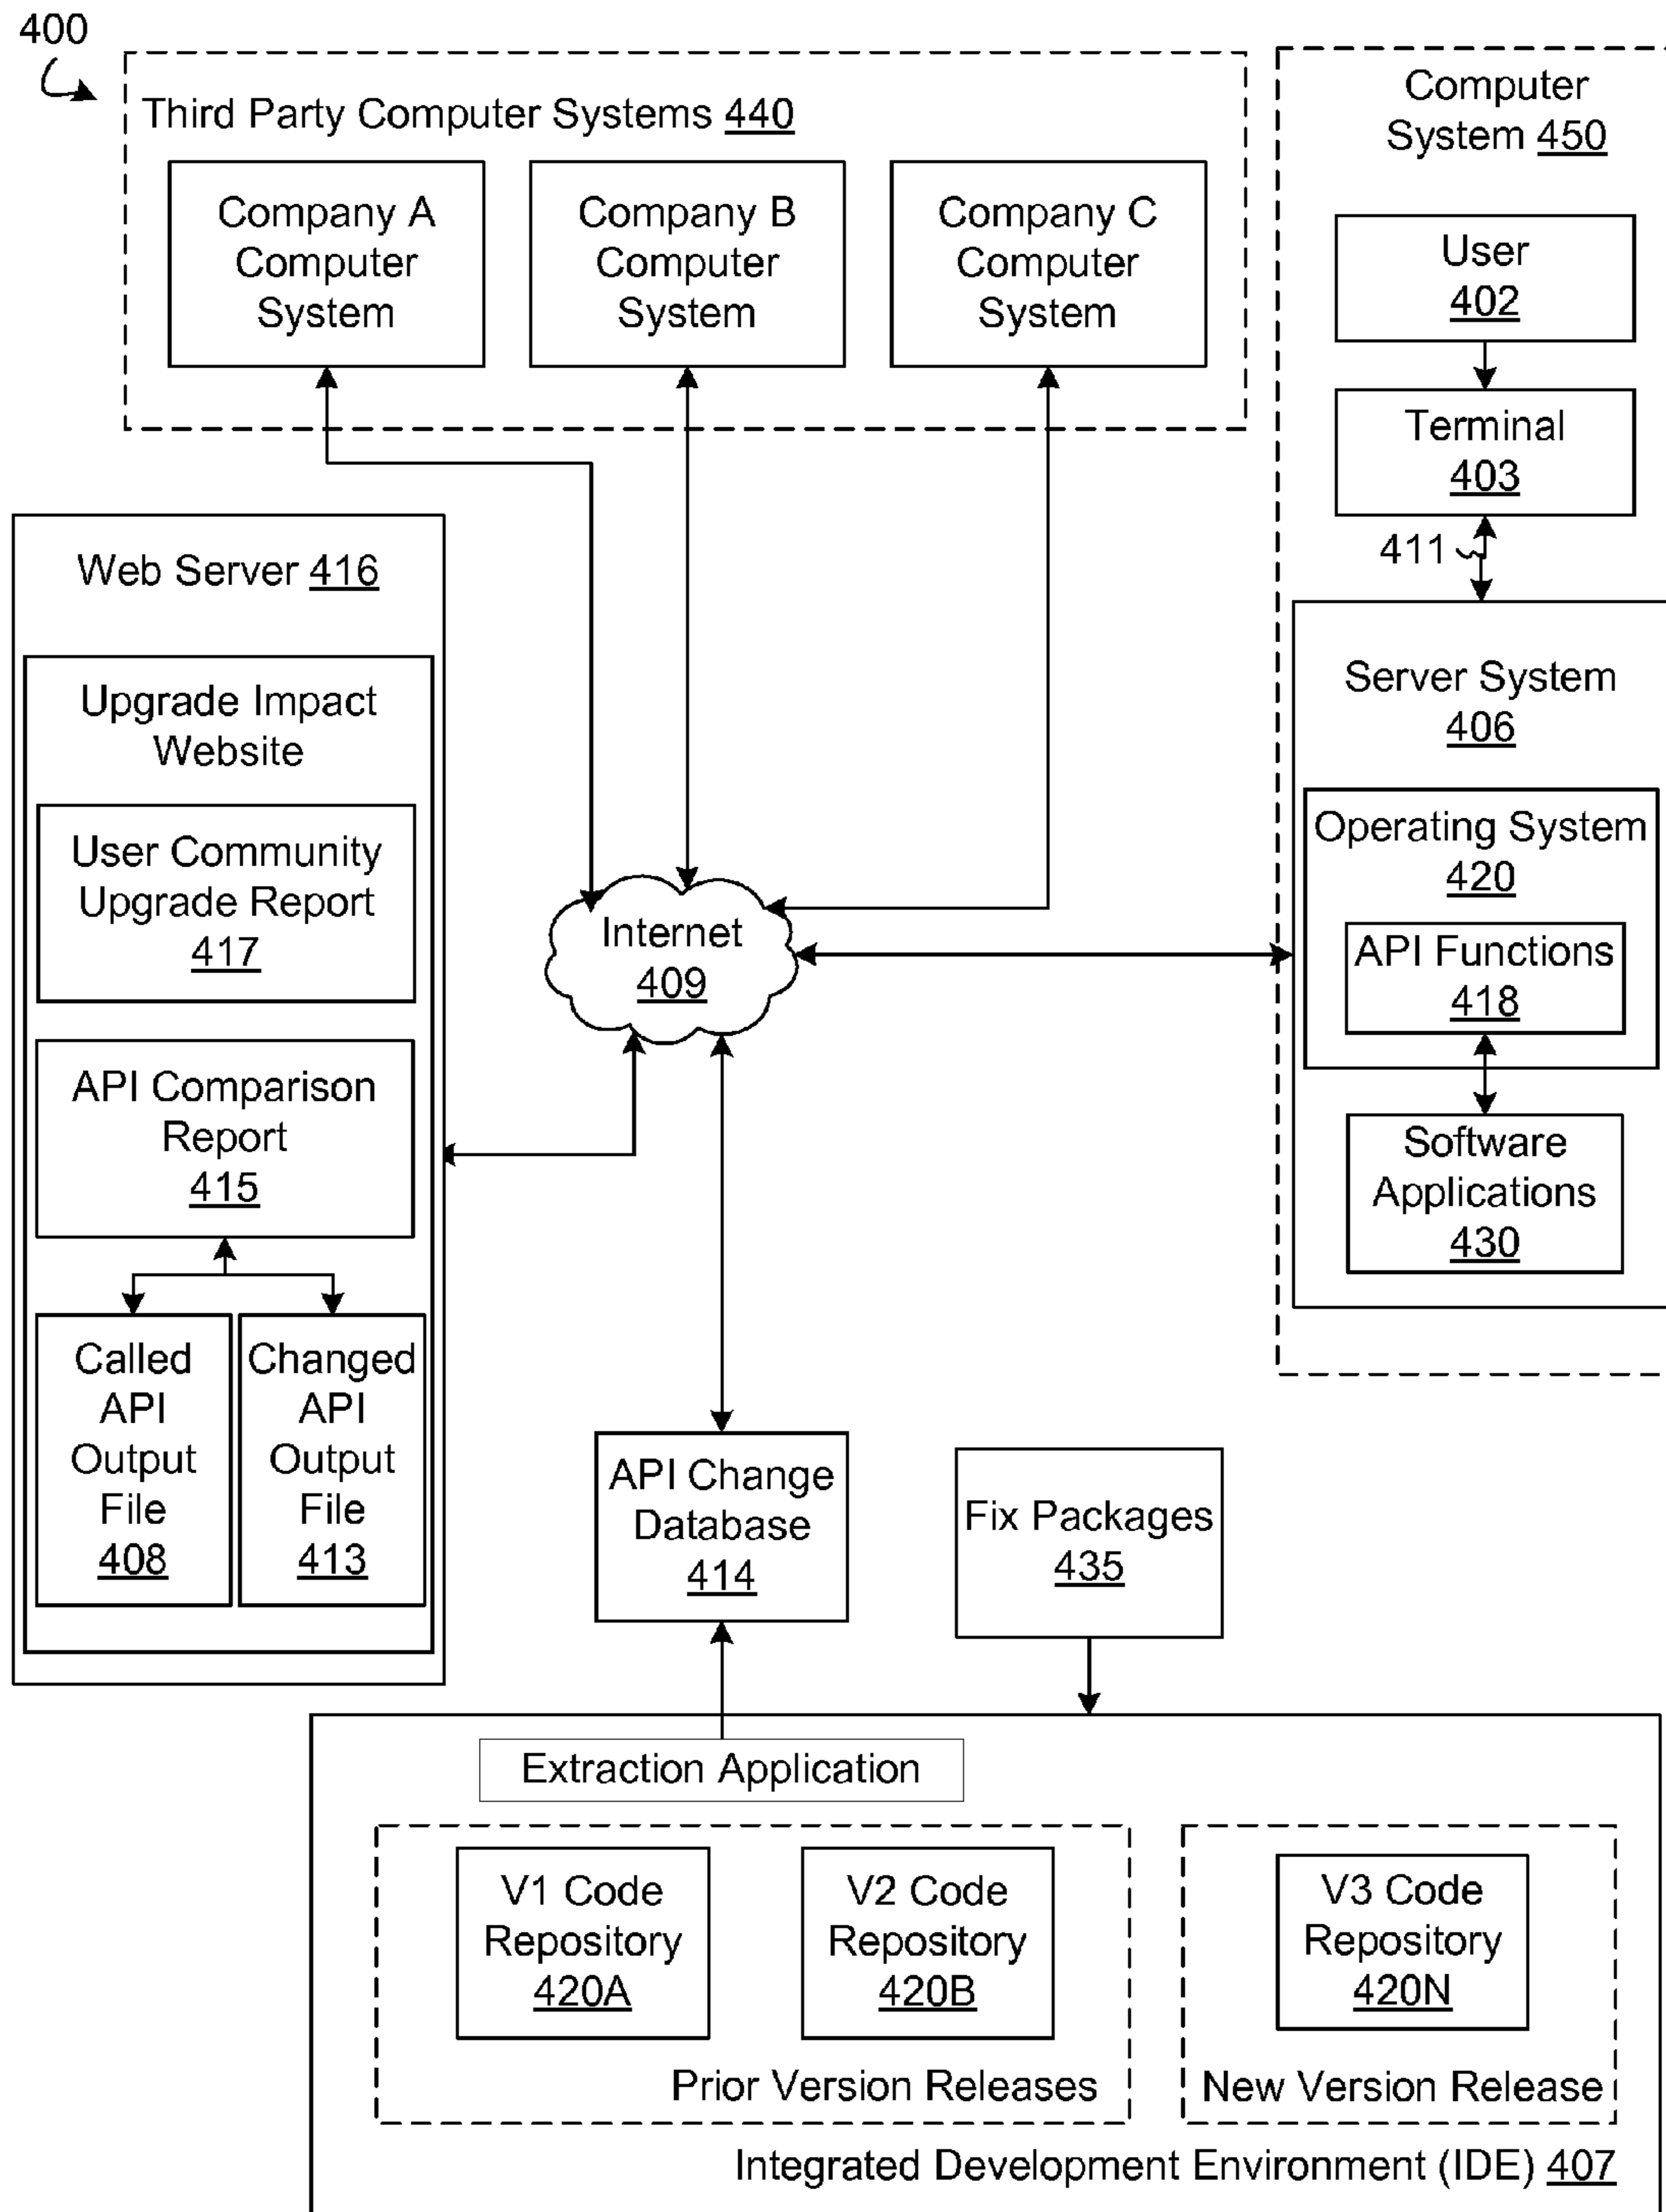 400
Third Party Computer Systems 440
Company A
Computer
System
Company B
Computer
System
Company C
Computer
System
Computer
System 450
User
402
Terminal
403
411
Server System
406
Operating System
420
API Functions
418
Software
Applications
430
Web Server 416
Upgrade Impact
Website
User Community
Upgrade Report
417
API Comparison
Report
415
Called
API
Output
File
408
Changed
API
Output
File
413
Internet
409
API Change
Database
414
Fix Packages
435
Extraction Application
V1 Code
Repository
420A
V2 Code
Repository
420B
Prior Version Releases
V3 Code
Repository
420N
New Version Release
Integrated Development Environment (IDE) 407